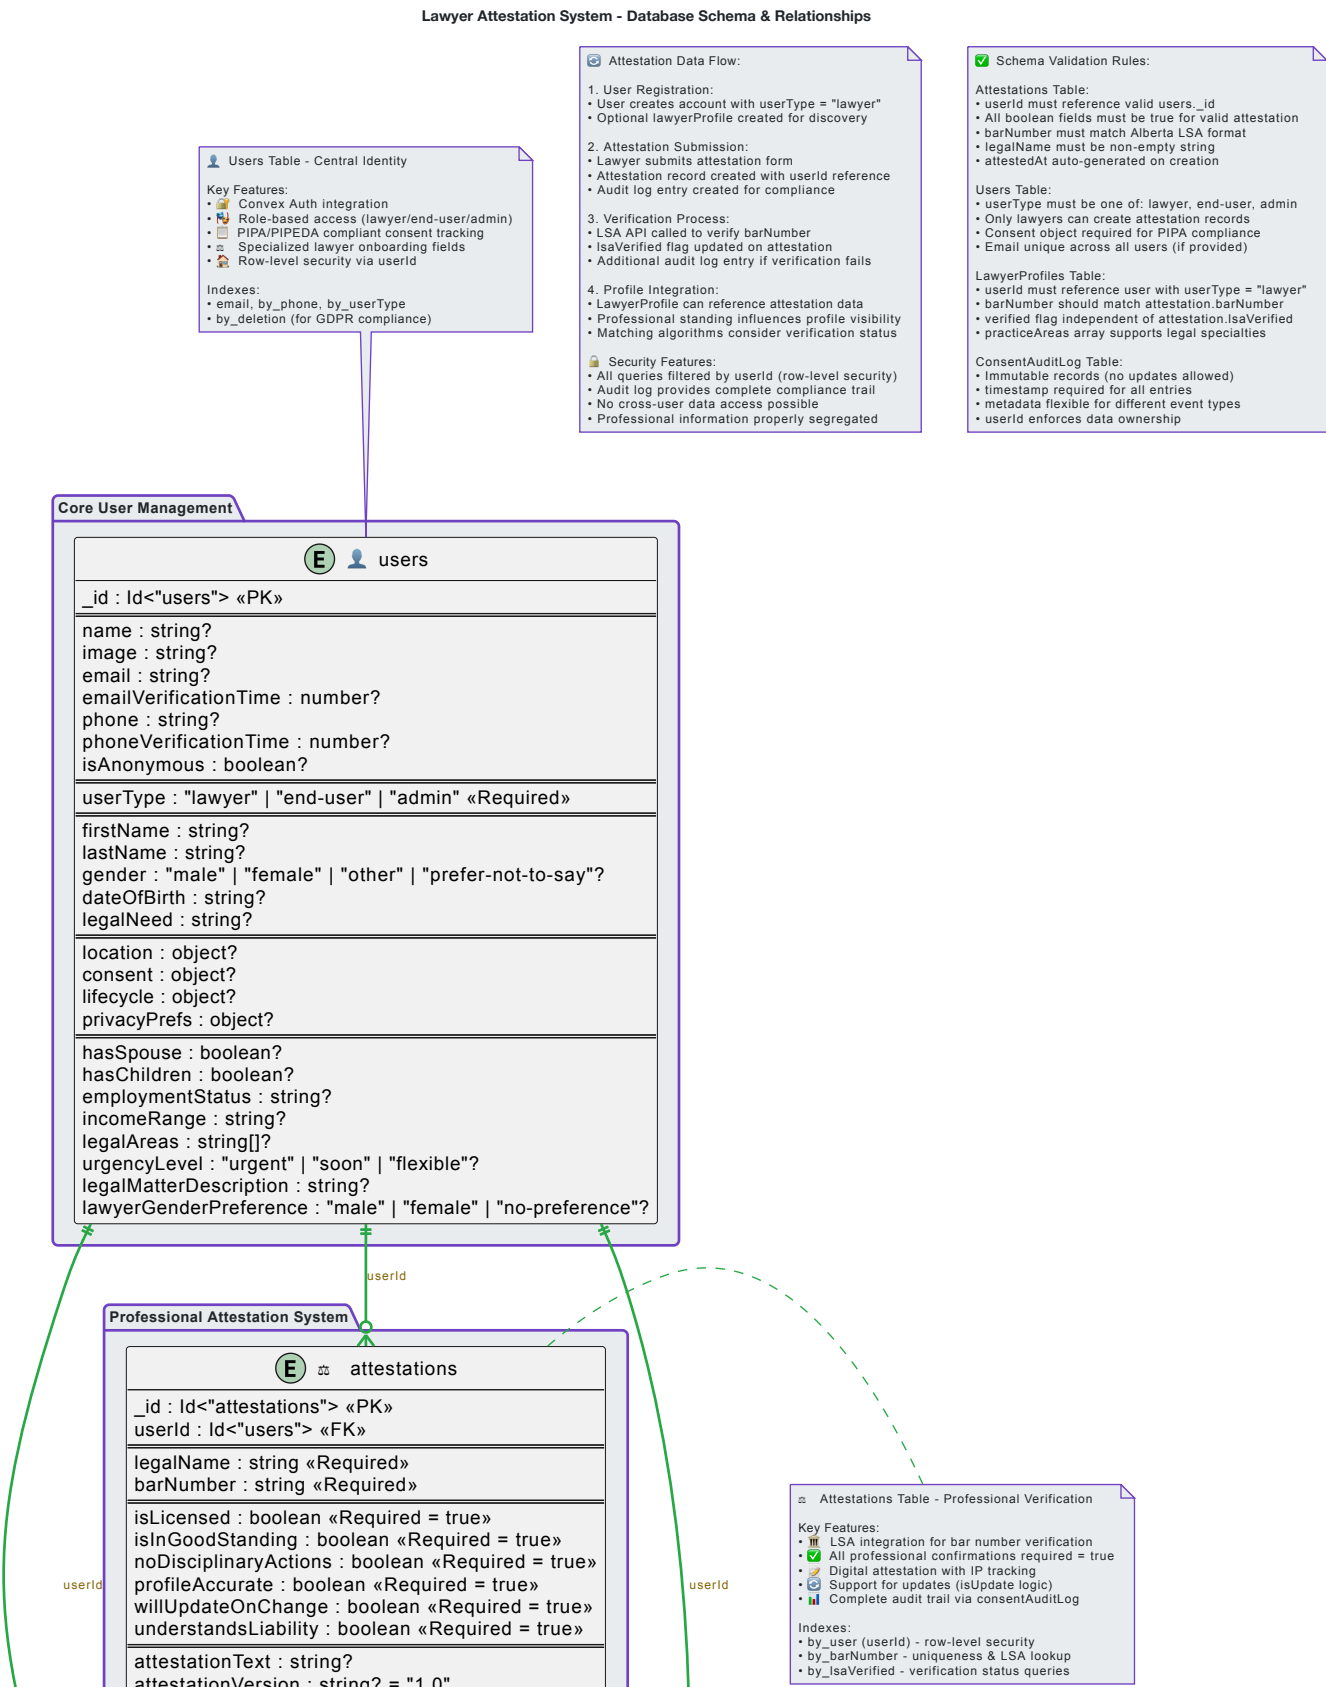 Lawyer Attestation System - Database Schema & Relationships
Attestation Data Flow:
1. User Registration:
• User creates account with userType = "lawyer"
• Optional lawyerProfile created for discovery
2. Attestation Submission:
• Lawyer submits attestation form
• Attestation record created with userId reference
• Audit log entry created for compliance
3. Verification Process:
• LSA API called to verify barNumber
• lsaVerified flag updated on attestation
• Additional audit log entry if verification fails
4. Profile Integration:
• LawyerProfile can reference attestation data
• Professional standing influences profile visibility
• Matching algorithms consider verification status
Security Features:
• All queries filtered by userId (row-level security)
• Audit log provides complete compliance trail
• No cross-user data access possible
• Professional information properly segregated
Schema Validation Rules:
Attestations Table:
• userId must reference valid users._id
• All boolean fields must be true for valid attestation
• barNumber must match Alberta LSA format
• legalName must be non-empty string
• attestedAt auto-generated on creation
Users Table:
• userType must be one of: lawyer, end-user, admin
• Only lawyers can create attestation records
• Consent object required for PIPA compliance
• Email unique across all users (if provided)
LawyerProfiles Table:
• userId must reference user with userType = "lawyer"
• barNumber should match attestation.barNumber
• verified flag independent of attestation.lsaVerified
• practiceAreas array supports legal specialties
ConsentAuditLog Table:
• Immutable records (no updates allowed)
• timestamp required for all entries
• metadata flexible for different event types
• userId enforces data ownership
Users Table - Central Identity
Key Features:
• Convex Auth integration
• Role-based access (lawyer/end-user/admin)
• PIPA/PIPEDA compliant consent tracking
• Specialized lawyer onboarding fields
• Row-level security via userId
Indexes:
• email, by_phone, by_userType
• by_deletion (for GDPR compliance)
Core User Management
E users
_id : Id<"users"> «PK»
name : string?
image : string?
email : string?
emailVerificationTime : number?
phone : string?
phoneVerificationTime : number?
isAnonymous : boolean?
userType : "lawyer" | "end-user" | "admin" «Required»
firstName : string?
lastName : string?
gender : "male" | "female" | "other" | "prefer-not-to-say"?
dateOfBirth : string?
legalNeed : string?
location : object?
consent : object?
lifecycle : object?
privacyPrefs : object?
hasSpouse : boolean?
hasChildren : boolean?
employmentStatus : string?
incomeRange : string?
legalAreas : string[]?
urgencyLevel : "urgent" | "soon" | "flexible"?
legalMatterDescription : string?
lawyerGenderPreference : "male" | "female" | "no-preference"?
userId
Professional Attestation System
E ⚖ attestations
_id : Id<"attestations"> «PK»
userId : Id<"users"> «FK»
legalName : string «Required»
barNumber : string «Required»
isLicensed : boolean «Required = true»
isInGoodStanding : boolean «Required = true»
noDisciplinaryActions : boolean «Required = true»
profileAccurate : boolean «Required = true»
willUpdateOnChange : boolean «Required = true»
understandsLiability : boolean «Required = true»
attestationText : string?
attestationVersion : string? = "1.0"
userId
userId
⚖ Attestations Table - Professional Verification
Key Features:
• LSA integration for bar number verification
• All professional confirmations required = true
• Digital attestation with IP tracking
• Support for updates (isUpdate logic)
• Complete audit trail via consentAuditLog
Indexes:
• by_user (userId) - row-level security
• by_barNumber - uniqueness & LSA lookup
• by_lsaVerified - verification status queries